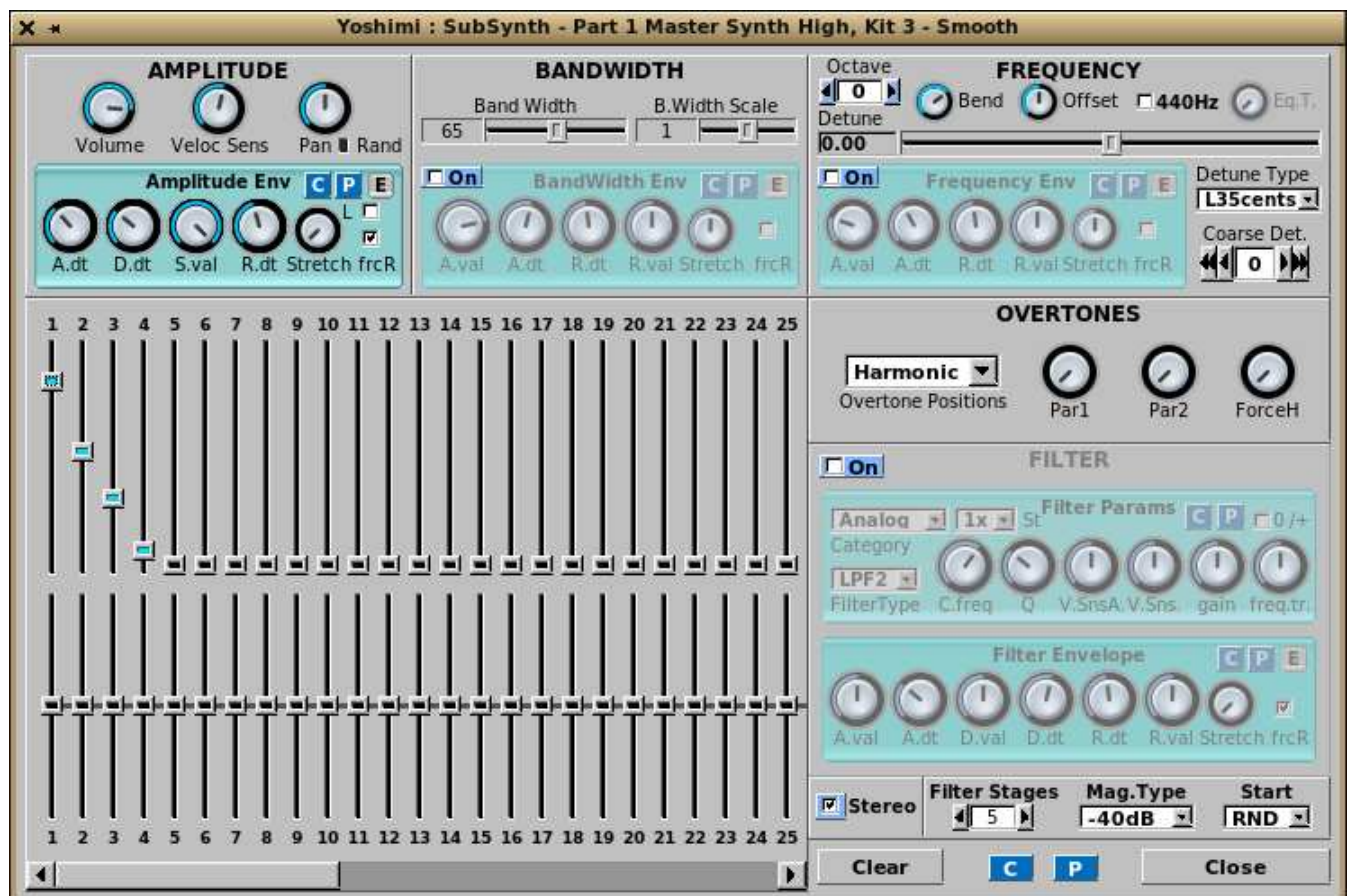 Yoshimi : SubSynth - Part 1 Master Synth High, Kit 3 - Smooth
AMPLITUDE
Volume Veloc Sens Pan Rand
Amplitude Env C P E
L
A.dt D.dt S.val R.dt Stretch frcR
BANDWIDTH
Band Width B.Width Scale
65 1
On BandWidth Env C P E
A.val A.dt R.dt R.val Stretch frcR
Octave FREQUENCY
0 Bend Offset 440Hz Eq.T.
Detune
0.00
On Frequency Env C P E
A.val A.dt R.dt R.val Stretch frcR
Detune Type
L35cents
Coarse Det.
0
1 2 3 4 5 6 7 8 9 10 11 12 13 14 15 16 17 18 19 20 21 22 23 24 25
1 2 3 4 5 6 7 8 9 10 11 12 13 14 15 16 17 18 19 20 21 22 23 24 25
OVERTONES
Harmonic
Overtone Positions Par1 Par2 ForceH
On FILTER
Filter Params C P 0/+
Analog 1x St
Category
LPF2
FilterType C.freq Q V.SnsA. V.Sns. gain freq.tr.
Filter Envelope C P E
A.val A.dt D.val D.dt R.dt R.val Stretch frcR
Stereo
Filter Stages Mag.Type Start
5 -40dB RND
Clear C P Close